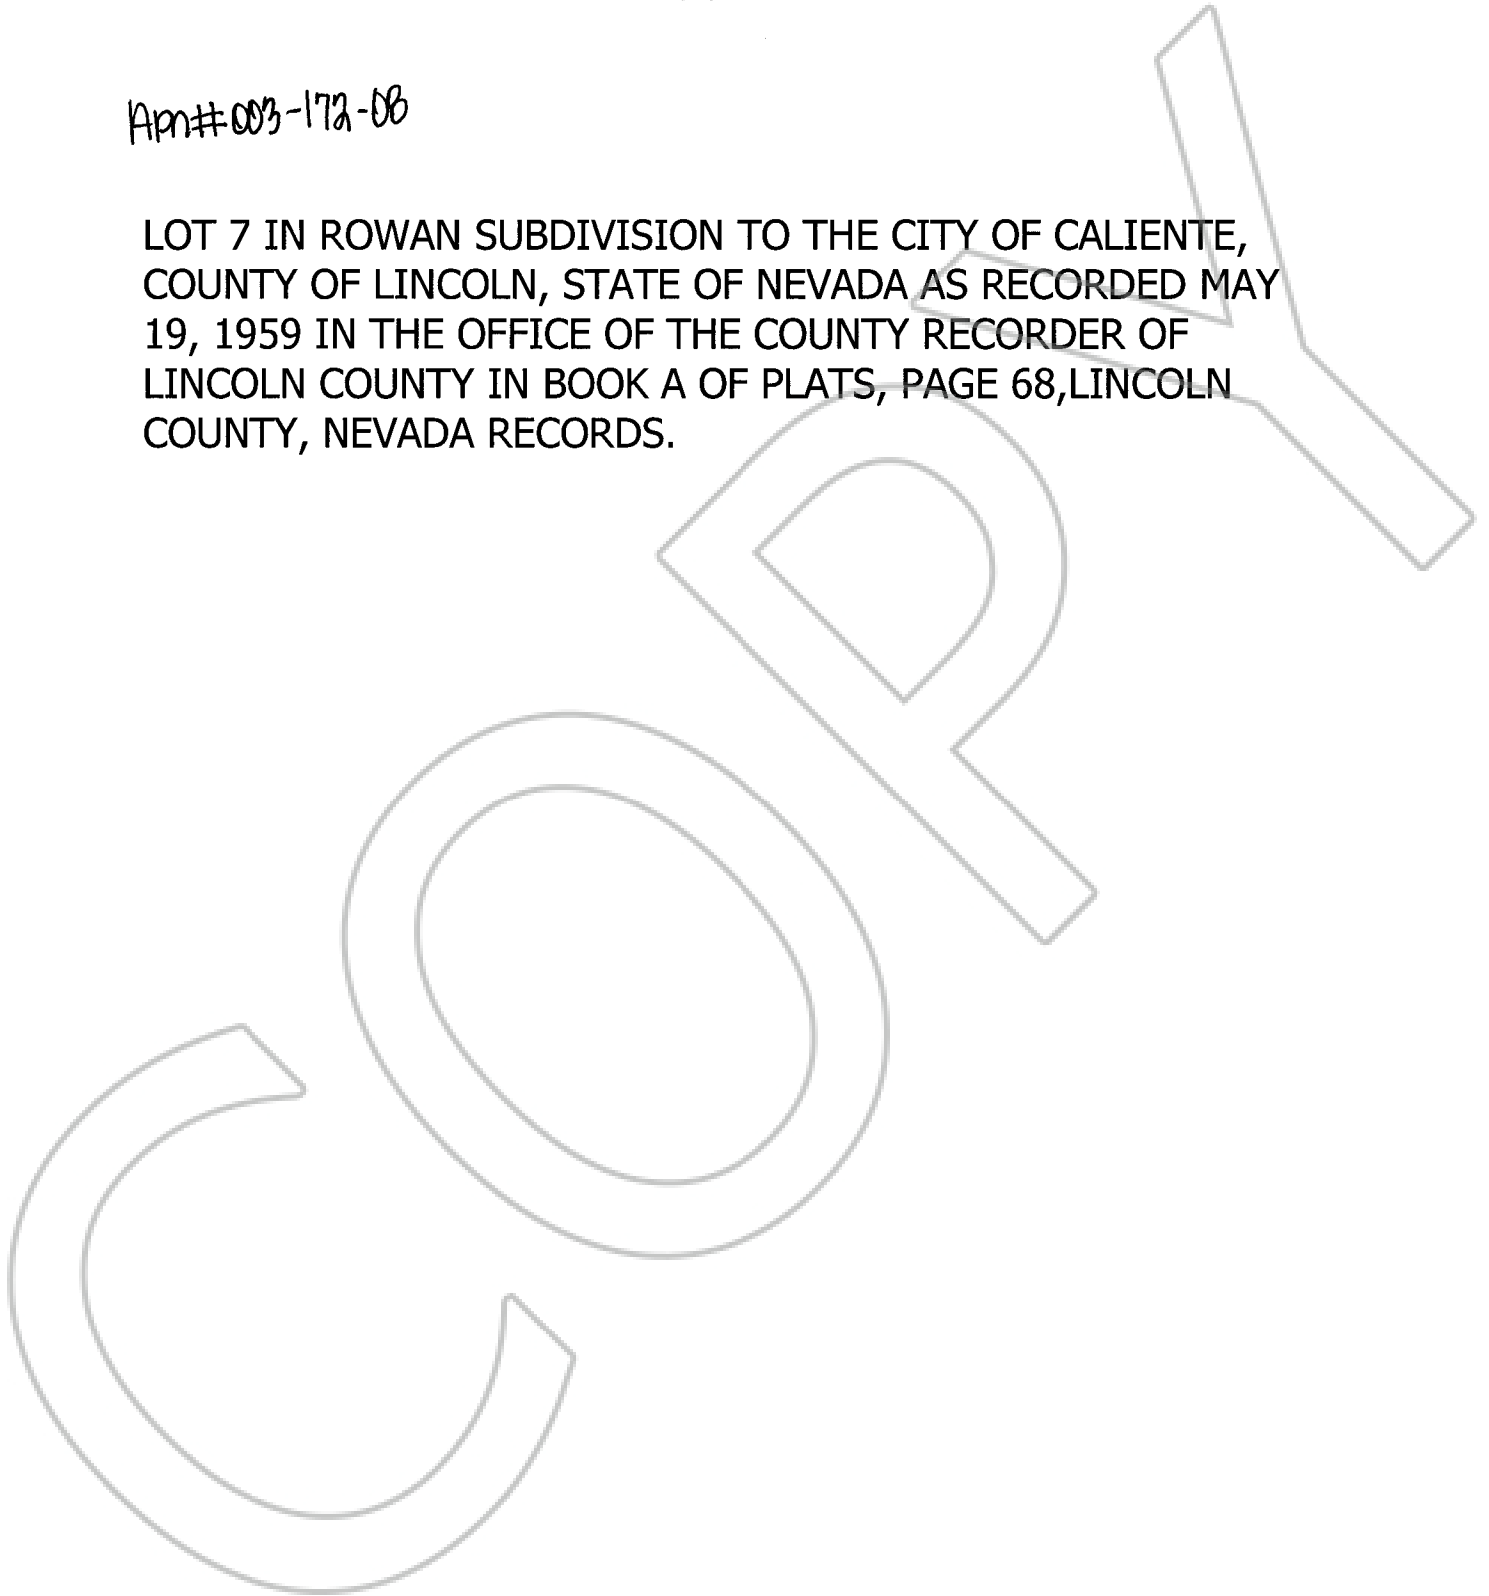 Apn# 003-172-08
LOT 7 IN ROWAN SUBDIVISION TO THE CITY OF CALIENTE,
COUNTY OF LINCOLN, STATE OF NEVADA AS RECORDED MAY
19, 1959 IN THE OFFICE OF THE COUNTY RECORDER OF
LINCOLN COUNTY IN BOOK A OF PLATS, PAGE 68,LINCOLN
COUNTY, NEVADA RECORDS.
COPY